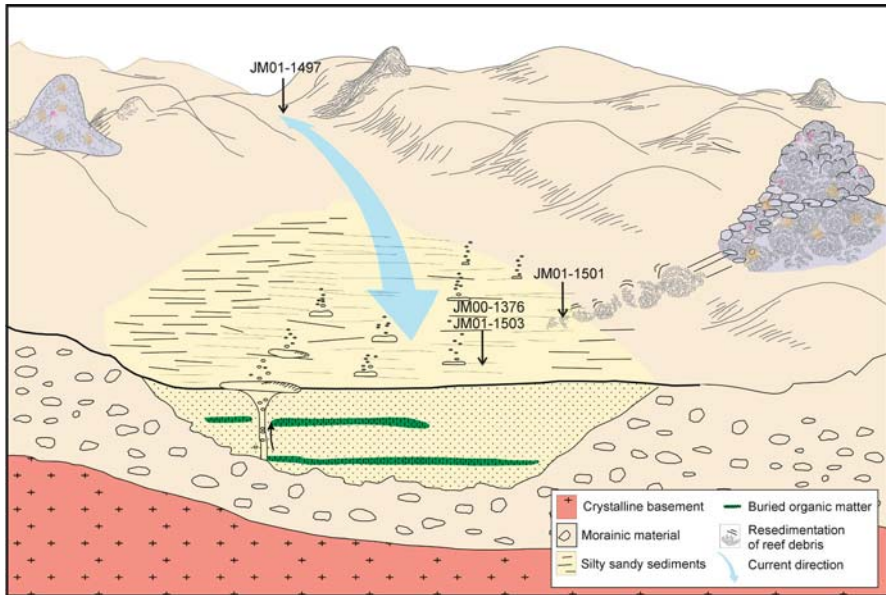 JM01-1497
JM01-1501
JM00-1376
JM01-1503
Crystalline basement
Morainic material
Silty sandy sediments
Buried organic matter
Resedimentation
of reef debris
Current direction